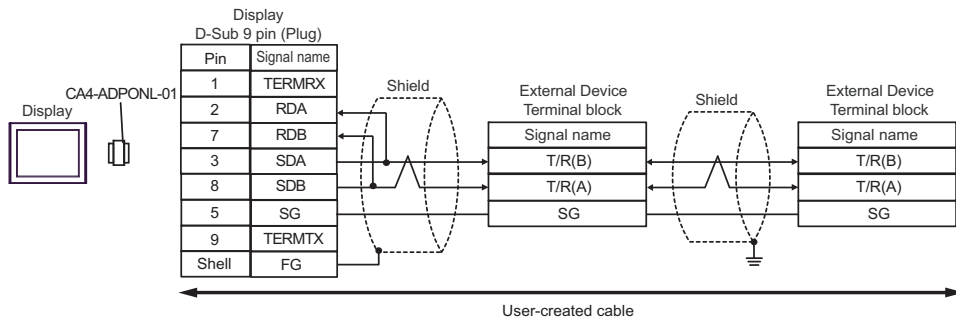 Display
D-Sub 9 pin (Plug)
Pin Signal name
1 TERMRX
2 RDA
7 RDB
3 SDA
8 SDB
5 SG
9 TERMTX
Shell FG
CA4-ADPONL-01
Display
Shield
External Device
Terminal block
Signal name
T/R(B)
T/R(A)
SG
Shield
External Device
Terminal block
Signal name
T/R(B)
T/R(A)
SG
User-created cable